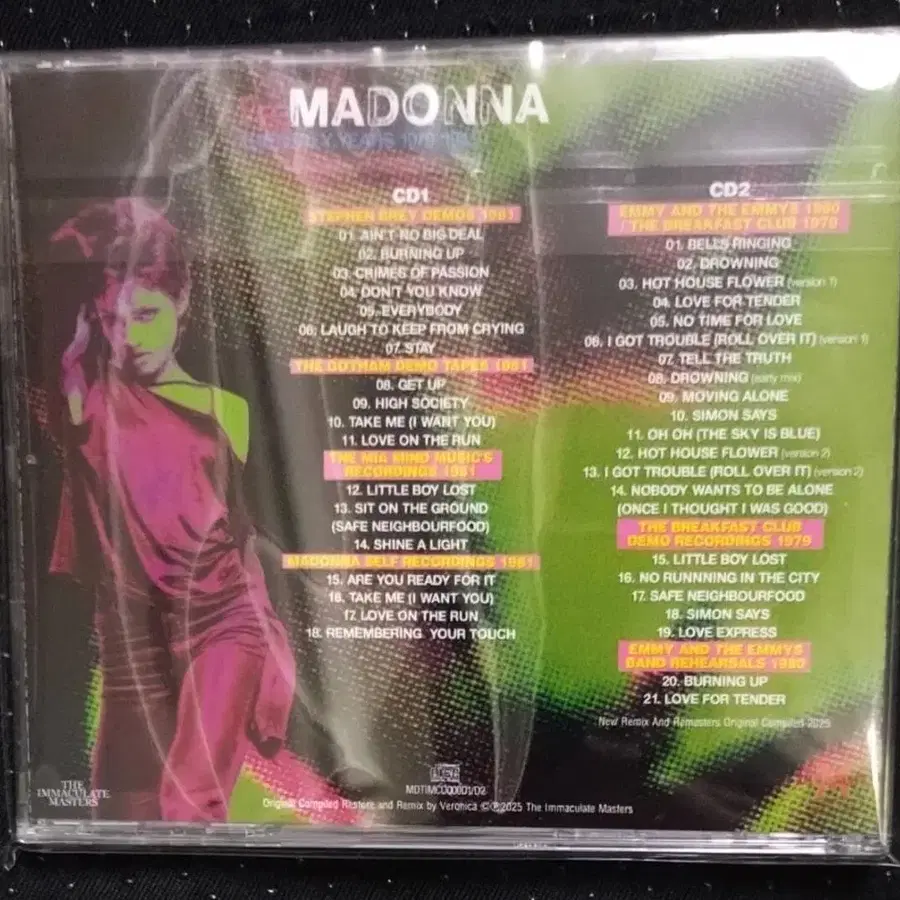 MADONNA
CD1
STEPHEN BREY DEMOS 1981
01. AIN'T NO BIG DEAL
02. BURNING UP
03. CRIMES OF PASSION
04. DON'T YOU KNOW
05. EVERYBODY
06. LAUGH TO KEEP FROM CRYING
07. STAY
THE GOTHAM DEMO TAPES 1981
08. GET UP
09. HIGH SOCIETY
10. TAKE ME (I WANT YOU)
11. LOVE ON THE RUN
THE MIA MIND MUSIC'S
RECORDINGS 1981
12. LITTLE BOY LOST
13. SIT ON THE GROUND
(SAFE NEIGHBOURFOOD)
14. SHINE A LIGHT
MADONNA SELF RECORDINGS 1981
15. ARE YOU READY FOR IT
16. TAKE ME (I WANT YOU)
17. LOVE ON THE RUN
18. REMEMBERING YOUR TOUCH
CD2
EMMY AND THE EMMYS 1980
/ THE BREAKFAST CLUB 1979
01. BELLS RINGING
02. DROWNING
03. HOT HOUSE FLOWER (version 1)
04. LOVE FOR TENDER
05. NO TIME FOR LOVE
06. I GOT TROUBLE (ROLL OVER IT) (version 1)
07. TELL THE TRUTH
08. DROWNING (early mix)
09. MOVING ALONE
10. SIMON SAYS
11. OH OH (THE SKY IS BLUE)
12. HOT HOUSE FLOWER (version 2)
13. I GOT TROUBLE (ROLL OVER IT) (version 2)
14. NOBODY WANTS TO BE ALONE
(ONCE I THOUGHT I WAS GOOD)
THE BREAKFAST CLUB
DEMO RECORDINGS 1979
15. LITTLE BOY LOST
16. NO RUNNNING IN THE CITY
17. SAFE NEIGHBOURFOOD
18. SIMON SAYS
19. LOVE EXPRESS
EMMY AND THE EMMYS
BAND REHEARSALS 1980
20. BURNING UP
21. LOVE FOR TENDER
New Remix And Remasters Original Compiled 2025
THE
IMMACULATE
MASTERS
Original Compiled Restore and Remix by Veronica ©℗2025 The Immaculate Masters